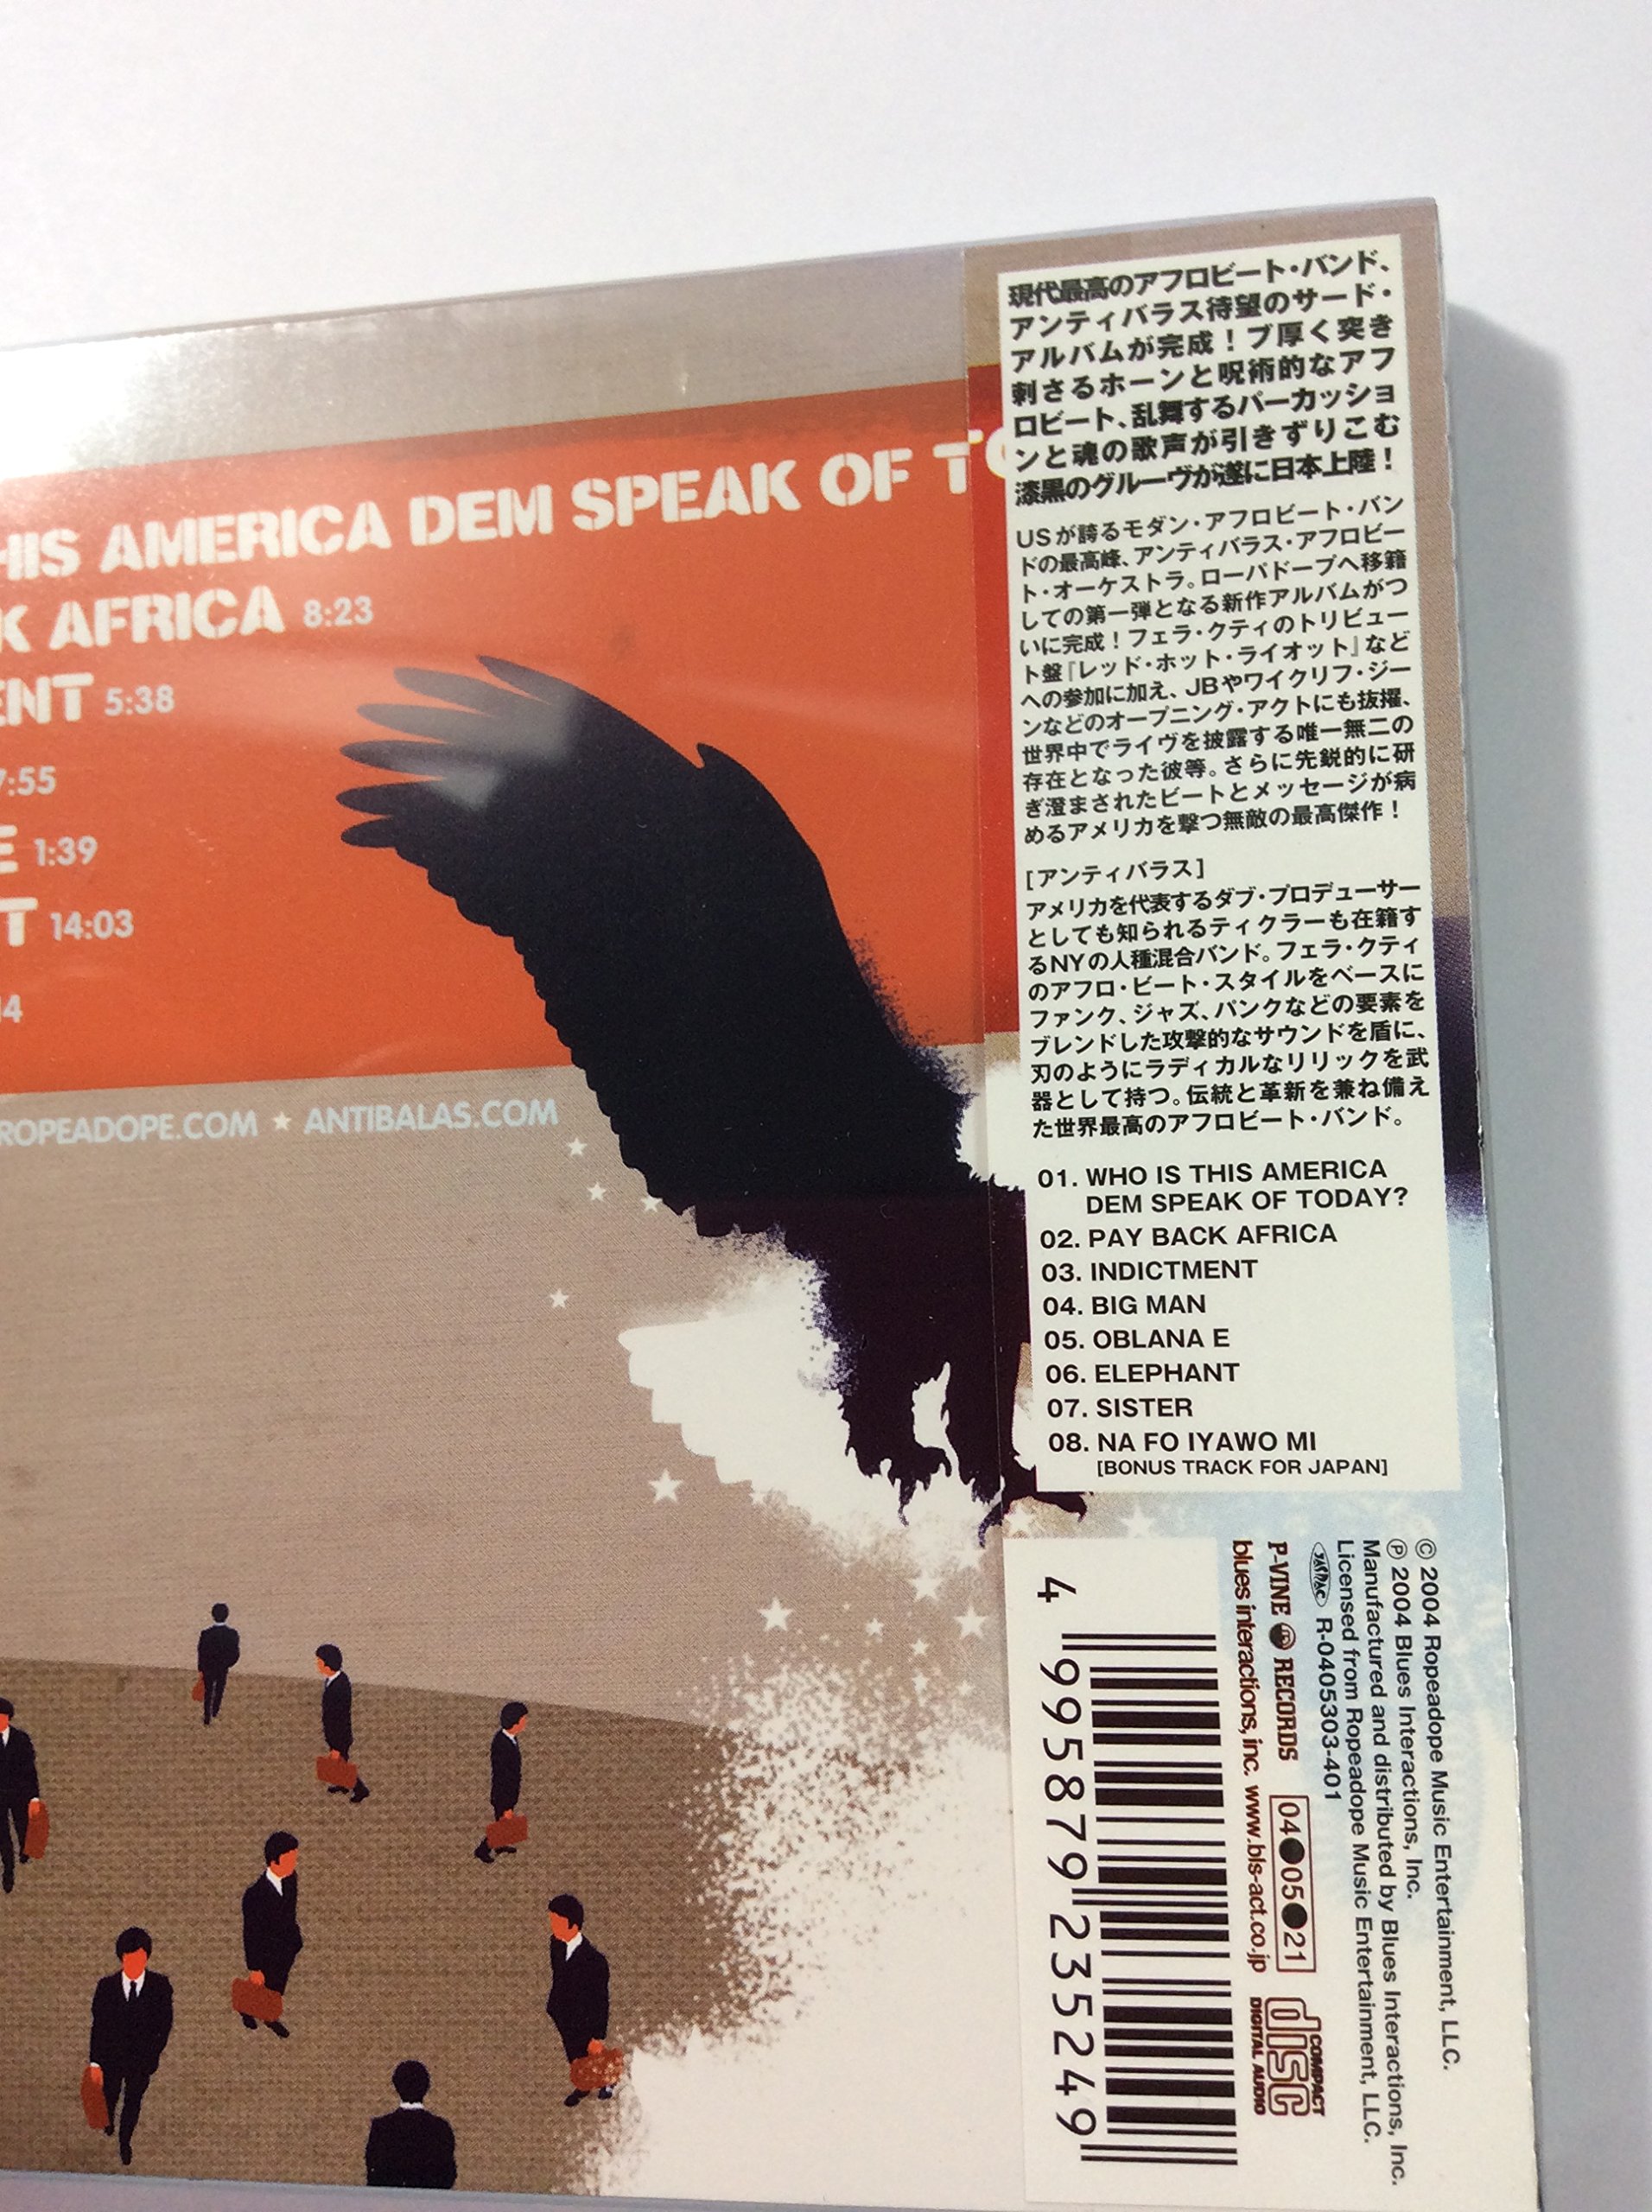 HIS AMERICA DEM SPEAK OF TO
K AFRICA 8:23
ENT 5:38
7:55
E 1:39
T 14:03
14
ROPEADOPE.COM ★ ANTIBALAS.COM
現代最高のアフロビート・バンド、
アンティバラス待望のサード・
アルバムが完成！ブ厚く突き
刺さるホーンと呪術的なアフ
ロビート、乱舞するパーカッショ
ンと魂の歌声が引きずりこむ
漆黒のグルーヴが遂に日本上陸！
USが誇るモダン・アフロビート・バン
ドの最高峰、アンティバラス・アフロビー
ト・オーケストラ。ローパドープへ移籍
しての第一弾となる新作アルバムがつ
いに完成！フェラ・クティのトリビュー
ト盤『レッド・ホット・ライオット』など
への参加に加え、JBやワイクリフ・ジー
ンなどのオープニング・アクトにも抜擢、
世界中でライヴを披露する唯一無二の
存在となった彼等。さらに先鋭的に研
ぎ澄まされたビートとメッセージが病
めるアメリカを撃つ無敵の最高傑作！
[アンティバラス]
アメリカを代表するダブ・プロデューサー
としても知られるティクラーも在籍す
るNYの人種混合バンド。フェラ・クティ
のアフロ・ビート・スタイルをベースに
ファンク、ジャズ、パンクなどの要素を
ブレンドした攻撃的なサウンドを盾に、
刃のようにラディカルなリリックを武
器として持つ。伝統と革新を兼ね備え
た世界最高のアフロビート・バンド。
01. WHO IS THIS AMERICA
DEM SPEAK OF TODAY?
02. PAY BACK AFRICA
03. INDICTMENT
04. BIG MAN
05. OBLANA E
06. ELEPHANT
07. SISTER
08. NA FO IYAWO MI
[BONUS TRACK FOR JAPAN]
© 2004 Ropeadope Music Entertainment, LLC.
℗ 2004 Blues Interactions, Inc.
Manufactured and distributed by Blues Interactions, Inc.
Licensed from Ropeadope Music Entertainment, LLC.
JASRAC R-0405303-401
P-VINE RECORDS 04●05●21
blues interactions, inc. www.bls-act.co.jp
COMPACT disc DIGITAL AUDIO
4 995879 235249